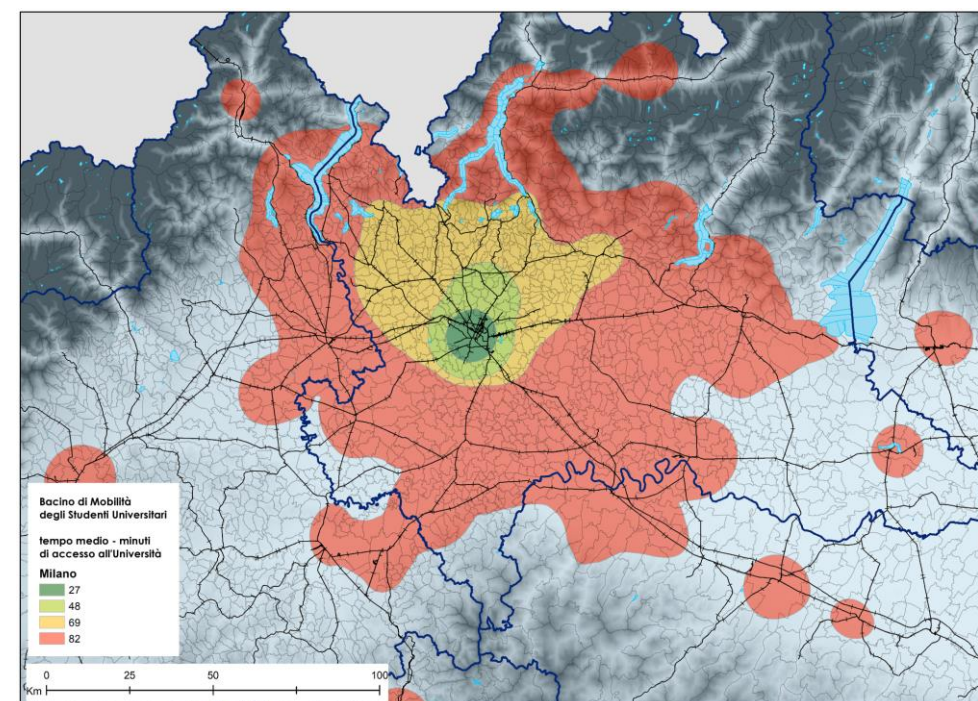 Bacino di Mobilità
degli Studenti Universitari
tempo medio - minuti
di accesso all'Università
Milano
27
48
69
82
0 25 50 100
Km